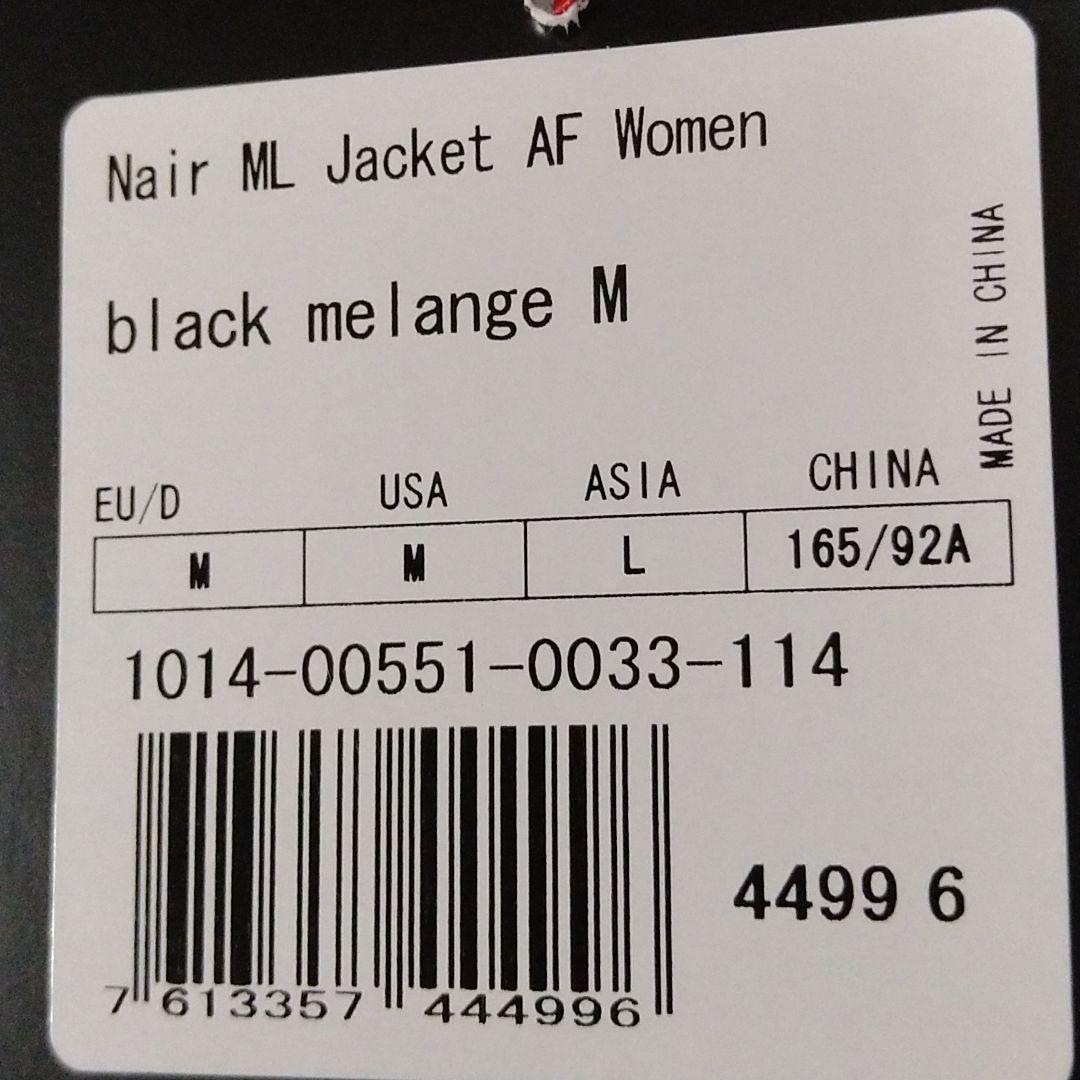 Nair ML Jacket AF Women
black melange M
MADE IN CHINA
EU/D USA ASIA CHINA
M M L 165/92A
1014-00551-0033-114
4499 6
7 613357 444996